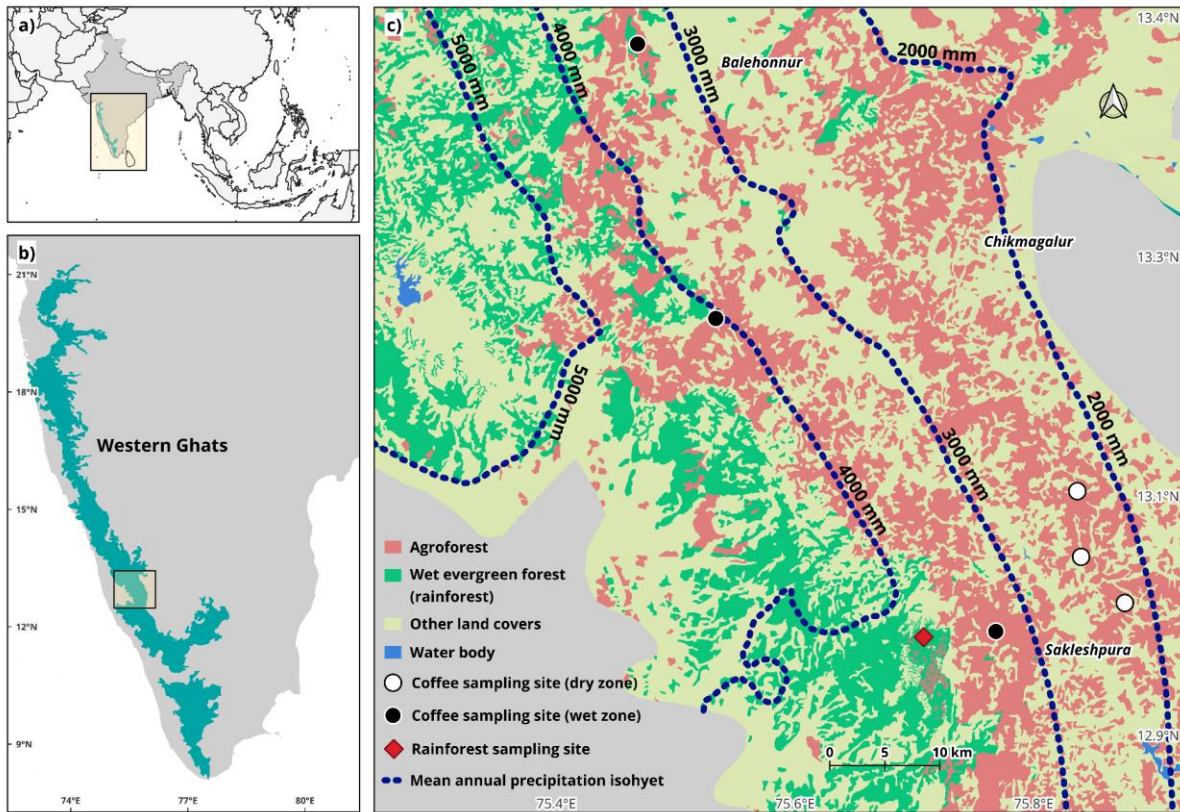 a)
b)
21°N
18°N
15°N
12°N
9°N
74°E
77°E
80°E
Western Ghats
c)
5000 mm
4000 mm
3000 mm
2000 mm
Balehonnur
13.4°N
Chikmagalur
13.3°N
5000 mm
4000 mm
3000 mm
2000 mm
13.1°N
Sakleshpura
12.9°N
Agroforest
Wet evergreen forest
(rainforest)
Other land covers
Water body
Coffee sampling site (dry zone)
Coffee sampling site (wet zone)
Rainforest sampling site
Mean annual precipitation isohyet
0 5 10 km
75.4°E
75.6°E
75.8°E